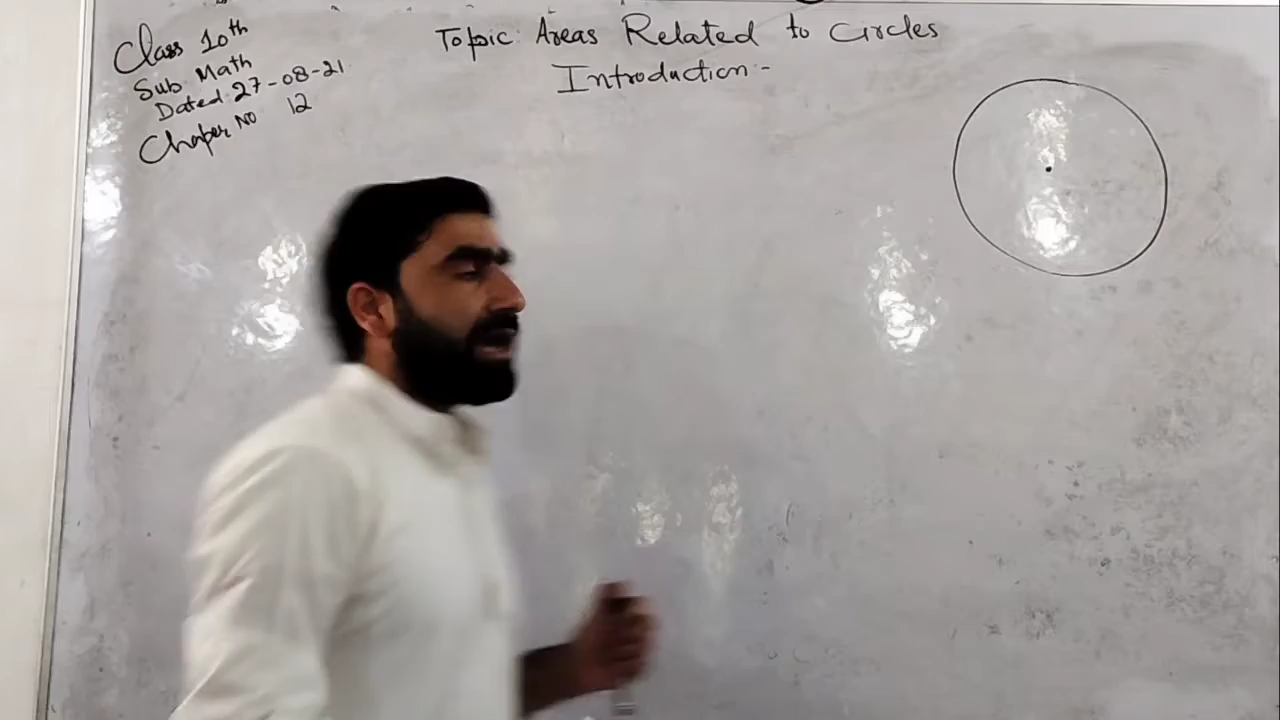 Class 10th
Sub Math
Dated 27-08-21
Chaper No 12
Topic: Areas Related to Circles
Introduction:-